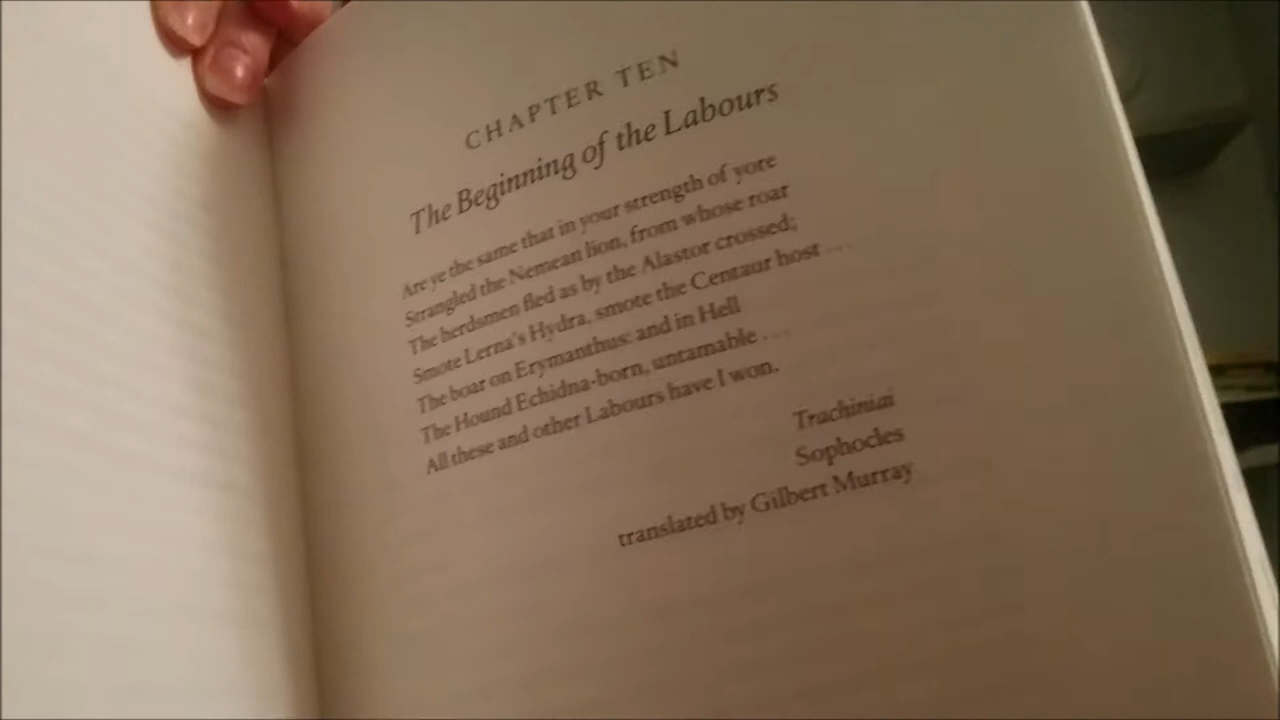 CHAPTER TEN
The Beginning of the Labours
Are ye the same that in your strength of yore
Strangled the Nemean lion, from whose roar
The herdsmen fled as by the Alastor crossed;
Smote Lerna's Hydra, smote the Centaur host ...
The boar on Erymanthus: and in Hell
The Hound Echidna-born, untamable ...
All these and other Labours have I won.
Trachiniai
Sophocles
translated by Gilbert Murray